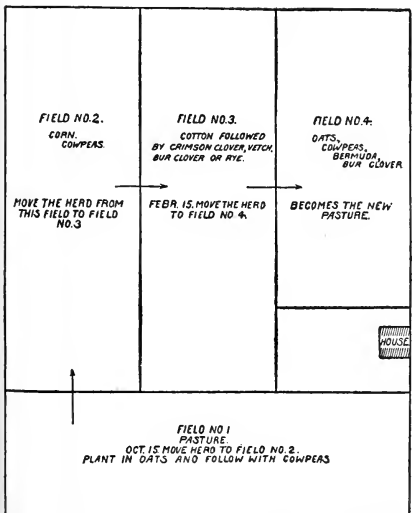 FIELD NO.2.
CORN.
COWPEAS.
MOVE THE HERD FROM
THIS FIELD TO FIELD
NO.3
FIELD NO.3.
COTTON FOLLOWED
BY CRIMSON CLOVER, VETCH,
BUR CLOVER OR RYE.
FEBR. 15. MOVE THE HERD
TO FIELD NO 4.
FIELD NO.4.
OATS,
COWPEAS,
BERMUDA,
BUR CLOVER
BECOMES THE NEW
PASTURE.
HOUSE
FIELD NO 1
PASTURE.
OCT. 15 MOVE HERD TO FIELD NO.2.
PLANT IN OATS AND FOLLOW WITH COWPEAS